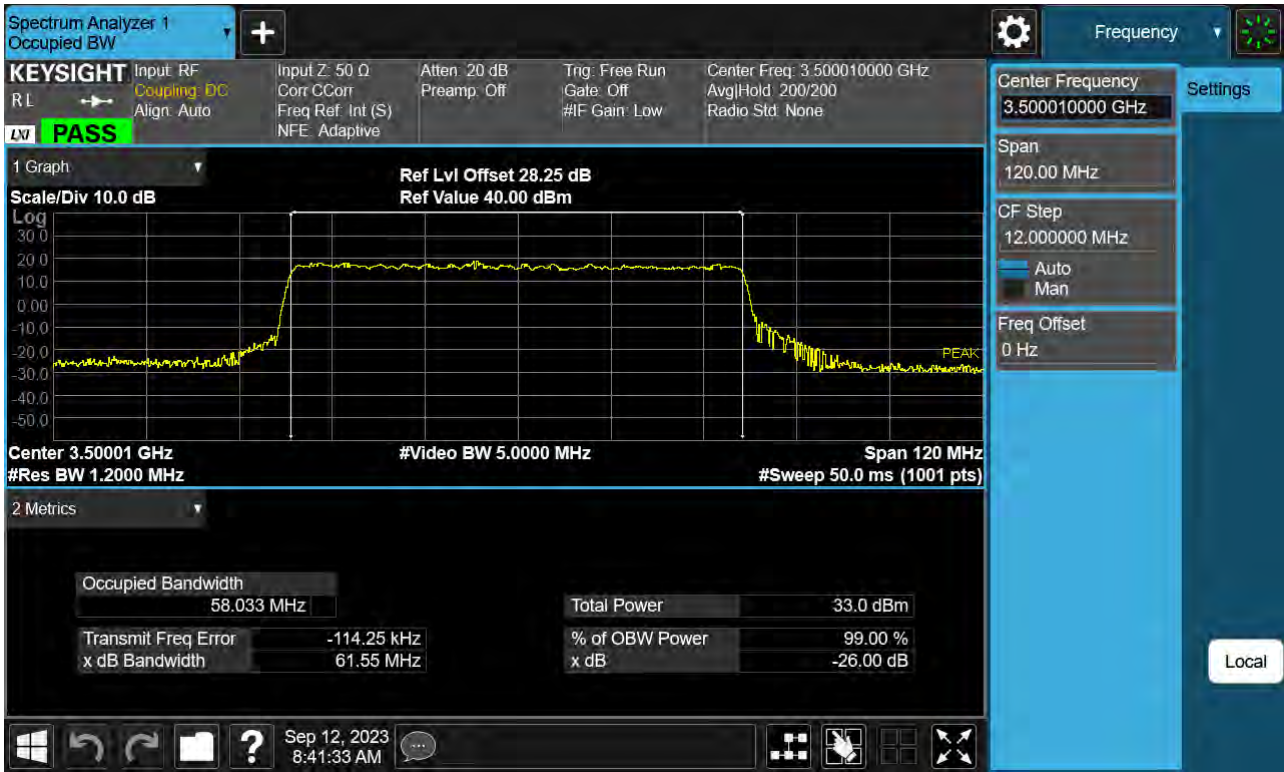 Spectrum Analyzer 1
Occupied BW
+
Frequency
KEYSIGHT
RL
LXI PASS
Input: RF
Coupling: DC
Align: Auto
Input Z: 50 Ω
Corr CCorr
Freq Ref: Int (S)
NFE: Adaptive
Atten: 20 dB
Preamp: Off
Trig: Free Run
Gate: Off
#IF Gain: Low
Center Freq: 3.500010000 GHz
Avg|Hold: 200/200
Radio Std: None
Center Frequency
3.500010000 GHz
Settings
Span
120.00 MHz
CF Step
12.000000 MHz
Auto
Man
Freq Offset
0 Hz
Local
1 Graph
Scale/Div 10.0 dB
Ref Lvl Offset 28.25 dB
Ref Value 40.00 dBm
Log
30.0
20.0
10.0
0.00
-10.0
-20.0
-30.0
-40.0
-50.0
PEAK
Center 3.50001 GHz
#Video BW 5.0000 MHz
Span 120 MHz
#Res BW 1.2000 MHz
#Sweep 50.0 ms (1001 pts)
2 Metrics
Occupied Bandwidth
58.033 MHz
Total Power 33.0 dBm
Transmit Freq Error -114.25 kHz
% of OBW Power 99.00 %
x dB Bandwidth 61.55 MHz
x dB -26.00 dB
?
Sep 12, 2023
8:41:33 AM